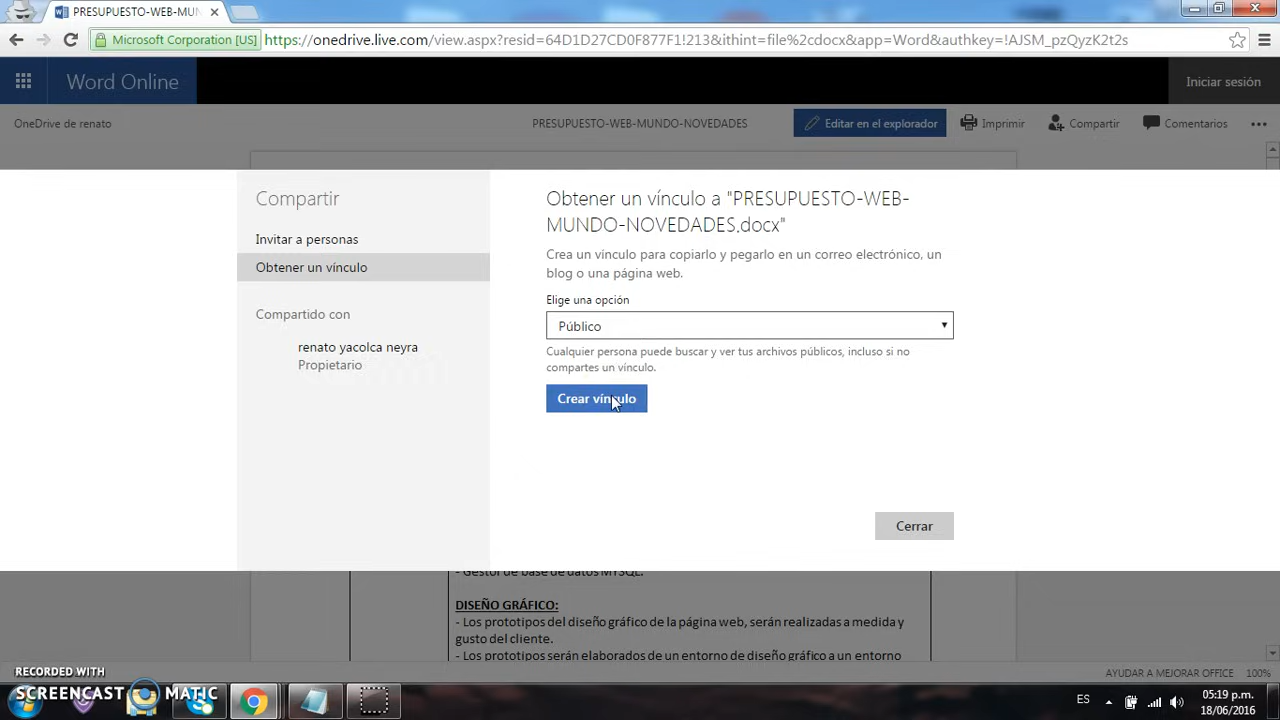 PRESUPUESTO-WEB-MUN
Microsoft Corporation [US]
https://onedrive.live.com/view.aspx?resid=64D1D27CD0F877F1!213&ithint=file%2cdocx&app=Word&authkey=!AJSM_pzQyzK2t2s
Word Online
Iniciar sesión
OneDrive de renato
PRESUPUESTO-WEB-MUNDO-NOVEDADES
Editar en el explorador
Imprimir
Compartir
Comentarios
Compartir
Invitar a personas
Obtener un vínculo
Compartido con
renato yacolca neyra
Propietario
Obtener un vínculo a "PRESUPUESTO-WEB-
MUNDO-NOVEDADES.docx"
Crea un vínculo para copiarlo y pegarlo en un correo electrónico, un
blog o una página web.
Elige una opción
Público
Cualquier persona puede buscar y ver tus archivos públicos, incluso si no
compartes un vínculo.
Crear vínculo
Cerrar
- Gestor de base de datos MYSQL.
DISEÑO GRÁFICO:
- Los prototipos del diseño gráfico de la página web, serán realizadas a medida y
gusto del cliente.
- Los prototipos serán elaborados de un entorno de diseño gráfico a un entorno
AYUDAR A MEJORAR OFFICE
100%
RECORDED WITH
SCREENCAST MATIC
ES
05:19 p.m.
18/06/2016